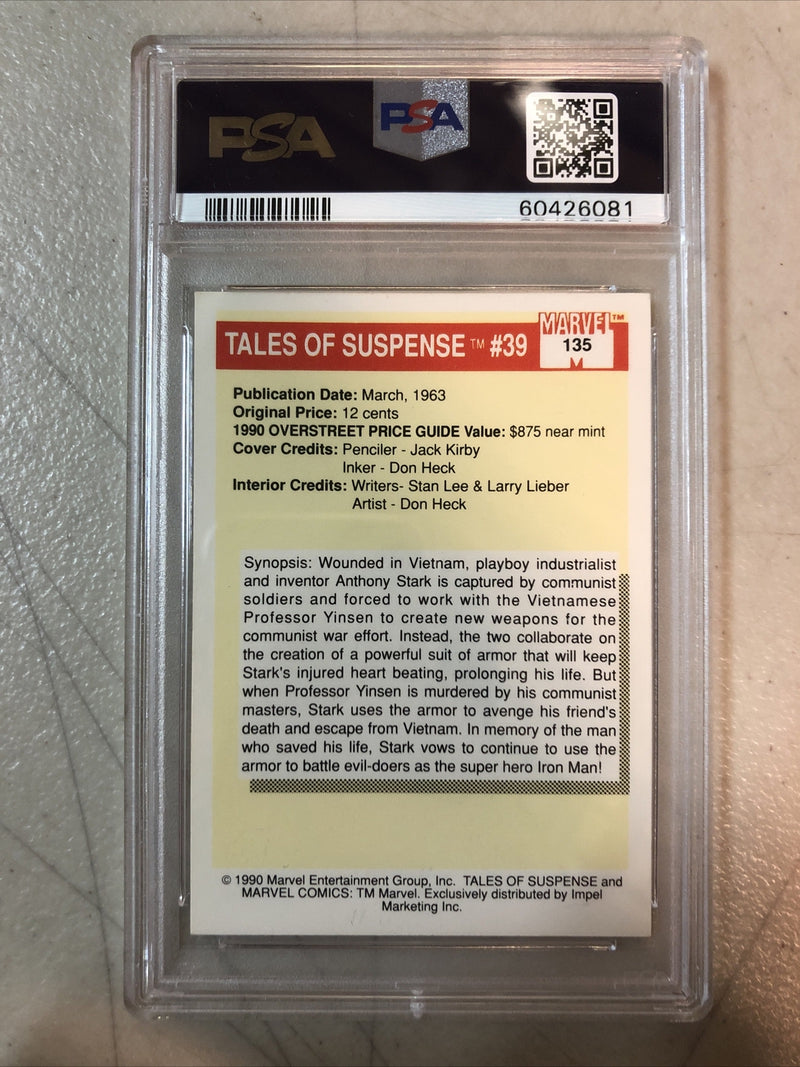 PSA PSA
60426081
MARVEL™
TALES OF SUSPENSE™ #39 135
M
Publication Date: March, 1963
Original Price: 12 cents
1990 OVERSTREET PRICE GUIDE Value: $875 near mint
Cover Credits: Penciler - Jack Kirby
Inker - Don Heck
Interior Credits: Writers- Stan Lee & Larry Lieber
Artist - Don Heck
Synopsis: Wounded in Vietnam, playboy industrialist
and inventor Anthony Stark is captured by communist
soldiers and forced to work with the Vietnamese
Professor Yinsen to create new weapons for the
communist war effort. Instead, the two collaborate on
the creation of a powerful suit of armor that will keep
Stark's injured heart beating, prolonging his life. But
when Professor Yinsen is murdered by his communist
masters, Stark uses the armor to avenge his friend's
death and escape from Vietnam. In memory of the man
who saved his life, Stark vows to continue to use the
armor to battle evil-doers as the super hero Iron Man!
© 1990 Marvel Entertainment Group, Inc. TALES OF SUSPENSE and
MARVEL COMICS: TM Marvel. Exclusively distributed by Impel
Marketing Inc.